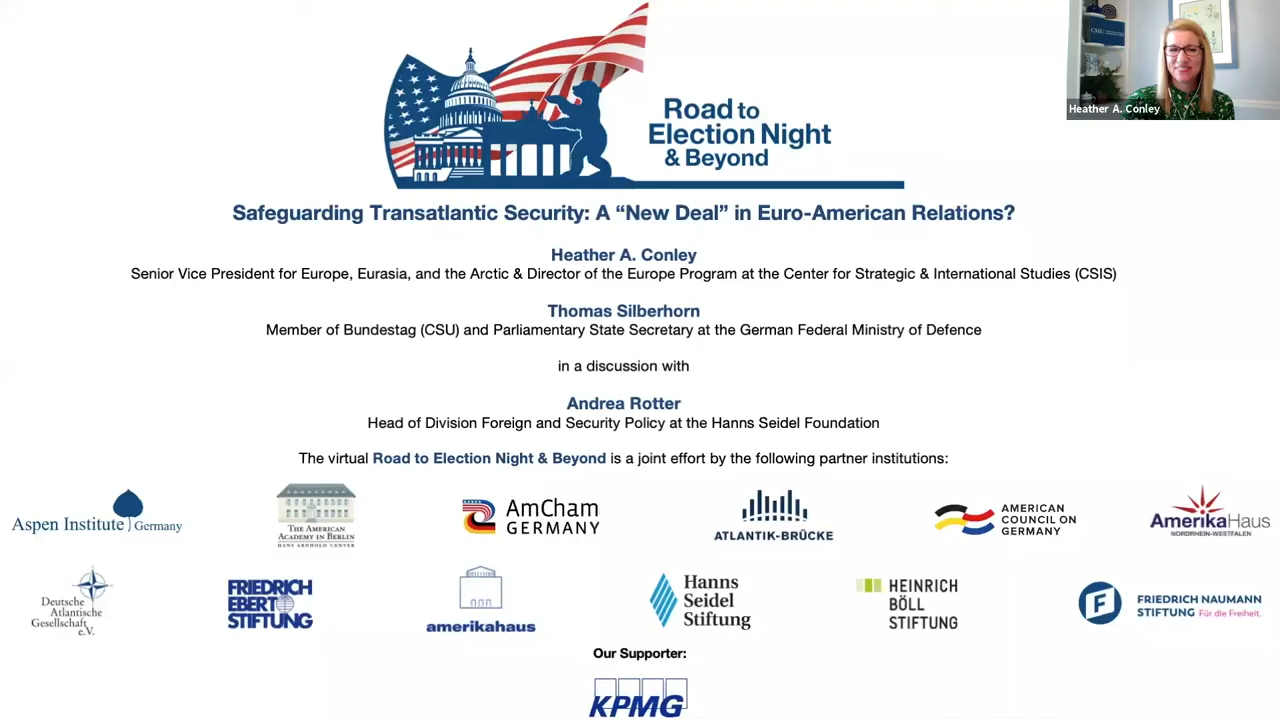 CSIS
Heather A. Conley
Road to
Election Night
& Beyond
Safeguarding Transatlantic Security: A “New Deal” in Euro-American Relations?
Heather A. Conley
Senior Vice President for Europe, Eurasia, and the Arctic & Director of the Europe Program at the Center for Strategic & International Studies (CSIS)
Thomas Silberhorn
Member of Bundestag (CSU) and Parliamentary State Secretary at the German Federal Ministry of Defence
in a discussion with
Andrea Rotter
Head of Division Foreign and Security Policy at the Hanns Seidel Foundation
The virtual Road to Election Night & Beyond is a joint effort by the following partner institutions:
Aspen Institute Germany
THE AMERICAN
ACADEMY IN BERLIN
HANS ARNHOLD CENTER
AmCham
GERMANY
ATLANTIK-BRÜCKE
AMERICAN
COUNCIL ON
GERMANY
AmerikaHaus
NORDRHEIN-WESTFALEN
Deutsche
Atlantische
Gesellschaft
e.V.
FRIEDRICH
EBERT
STIFTUNG
amerikahaus
Hanns
Seidel
Stiftung
HEINRICH
BÖLL
STIFTUNG
F
FRIEDRICH NAUMANN
STIFTUNG Für die Freiheit.
Our Supporter:
KPMG